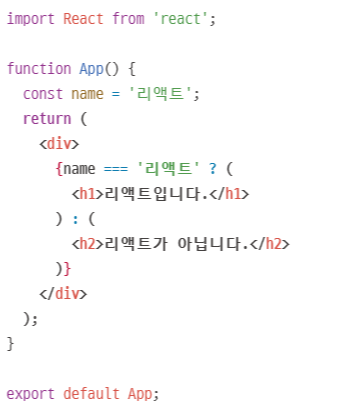 import React from 'react';
function App() {
const name = '리액트';
return (
<div>
{name === '리액트' ? (
<h1>리액트입니다.</h1>
) : (
<h2>리액트가 아닙니다.</h2>
)}
</div>
);
}
export default App;